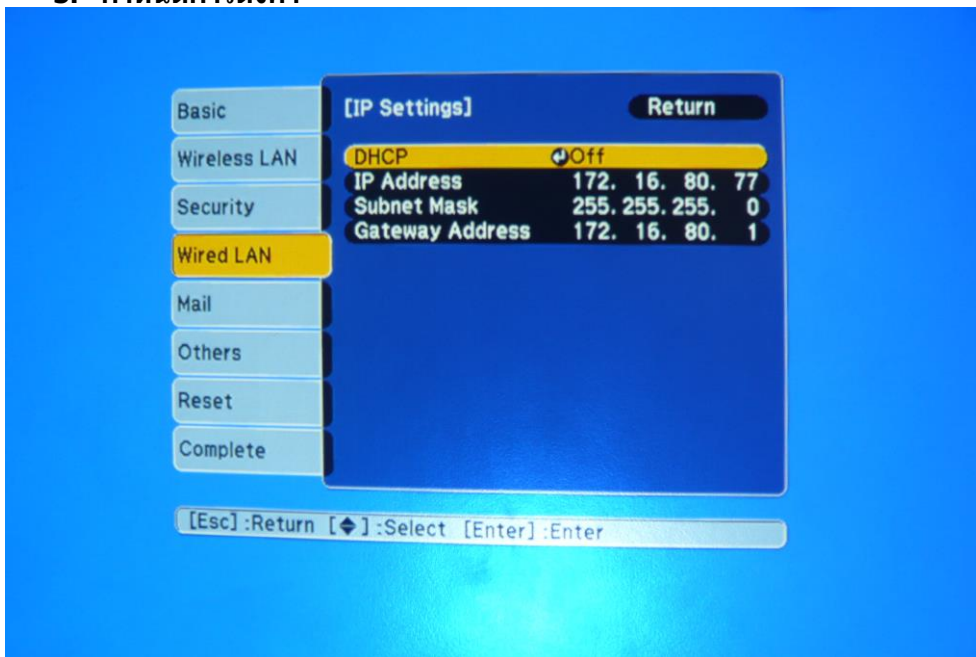 Basic
Wireless LAN
Security
Wired LAN
Mail
Others
Reset
Complete
[IP Settings] Return
DHCP Off
IP Address 172. 16. 80. 77
Subnet Mask 255. 255. 255. 0
Gateway Address 172. 16. 80. 1
[Esc] :Return [ ] :Select [Enter] :Enter